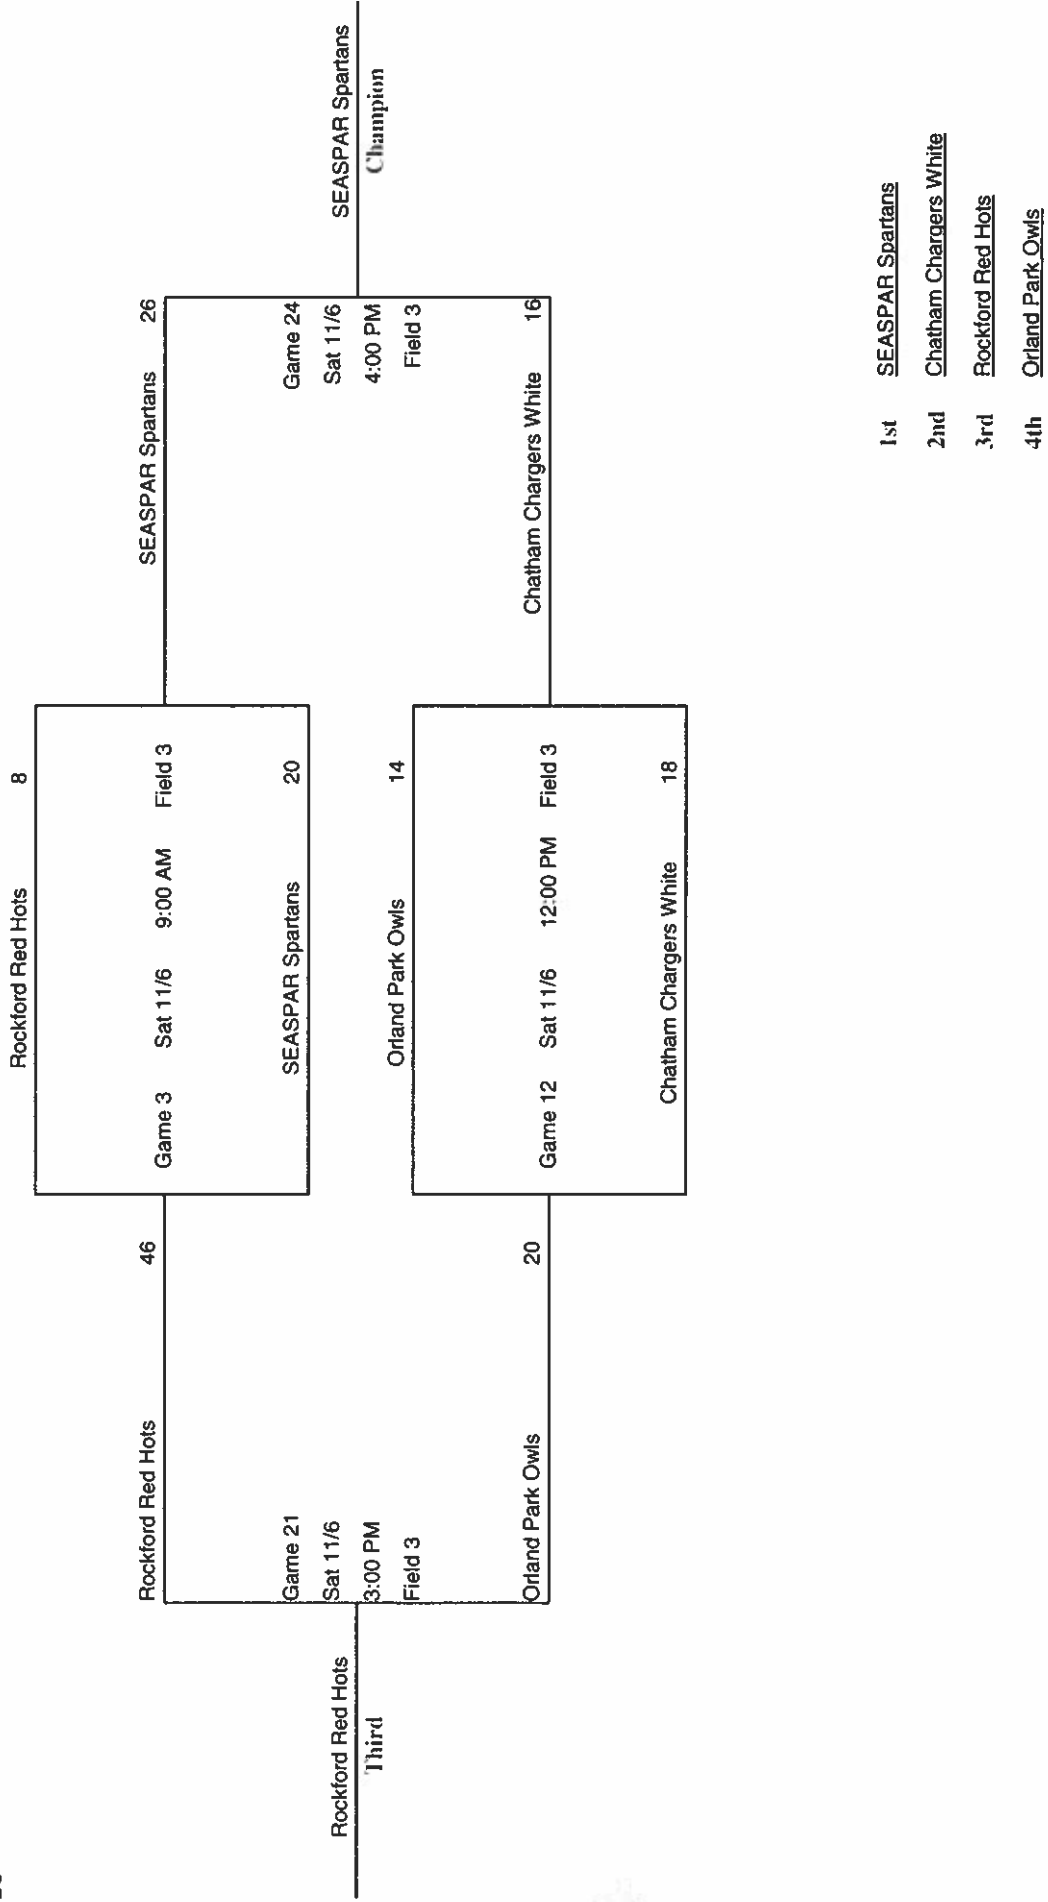 Rockford Red Hots 8
Rockford Red Hots 46
Game 3 Sat 11/6 9:00 AM Field 3
SEASPAR Spartans 26
SEASPAR Spartans 20
Game 21
Sat 11/6
3:00 PM
Field 3
Game 24
Sat 11/6
4:00 PM
Field 3
Rockford Red Hots
Third
SEASPAR Spartans
Champion
Orland Park Owls 14
Orland Park Owls 20
Game 12 Sat 11/6 12:00 PM Field 3
Chatham Chargers White 16
Chatham Chargers White 18
1st SEASPAR Spartans
2nd Chatham Chargers White
3rd Rockford Red Hots
4th Orland Park Owls